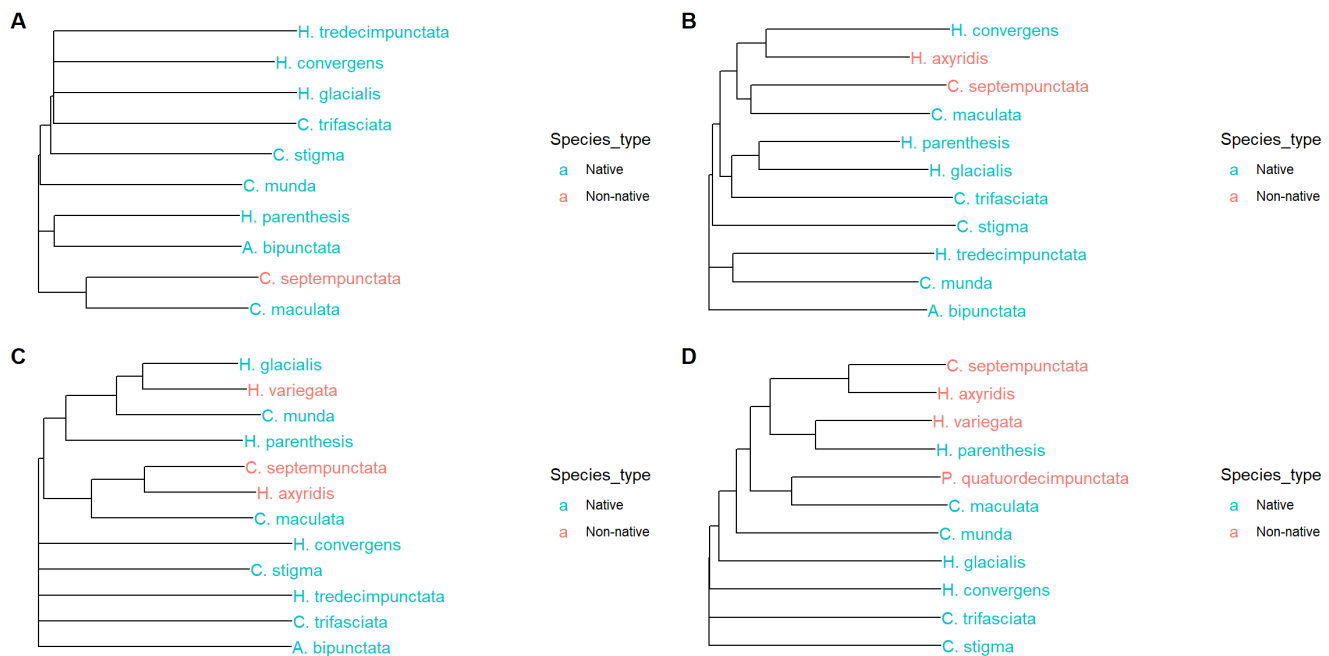 A
H. tredecimpunctata
H. convergens
H. glacialis
C. trifasciata
C. stigma
C. munda
H. parenthesis
A. bipunctata
C. septempunctata
C. maculata
Species_type
a Native
a Non-native
B
H. convergens
H. axyridis
C. septempunctata
C. maculata
H. parenthesis
H. glacialis
C. trifasciata
C. stigma
H. tredecimpunctata
C. munda
A. bipunctata
Species_type
a Native
a Non-native
C
H. glacialis
H. variegata
C. munda
H. parenthesis
C. septempunctata
H. axyridis
C. maculata
H. convergens
C. stigma
H. tredecimpunctata
C. trifasciata
A. bipunctata
Species_type
a Native
a Non-native
D
C. septempunctata
H. axyridis
H. variegata
H. parenthesis
P. quatuordecimpunctata
C. maculata
C. munda
H. glacialis
H. convergens
C. trifasciata
C. stigma
Species_type
a Native
a Non-native